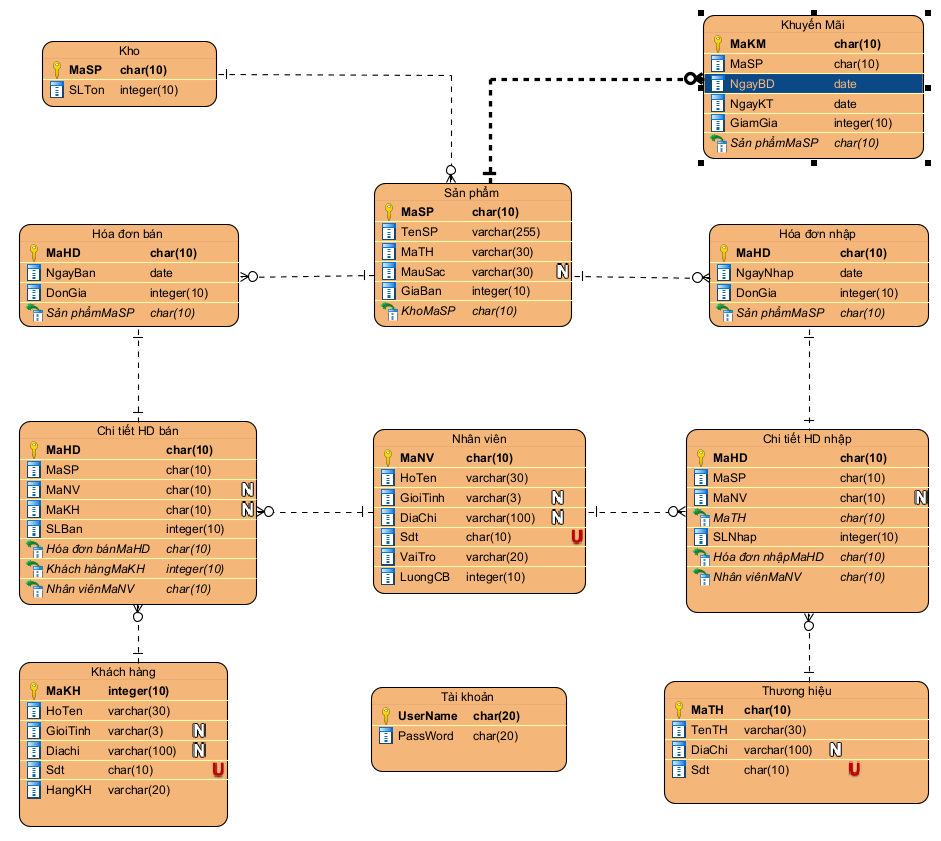 Kho
MaSP char(10)
SLTon integer(10)
Khuyến Mãi
MaKM char(10)
MaSP char(10)
NgayBD date
NgayKT date
GiamGia integer(10)
Sản phẩmMaSP char(10)
Sản phẩm
MaSP char(10)
TenSP varchar(255)
MaTH varchar(30)
MauSac varchar(30) N
GiaBan integer(10)
KhoMaSP char(10)
Hóa đơn bán
MaHD char(10)
NgayBan date
DonGia integer(10)
Sản phẩmMaSP char(10)
Hóa đơn nhập
MaHD char(10)
NgayNhap date
DonGia integer(10)
Sản phẩmMaSP char(10)
Chi tiết HD bán
MaHD char(10)
MaSP char(10)
MaNV char(10) N
MaKH char(10) N
SLBan integer(10)
Hóa đơn bánMaHD char(10)
Khách hàngMaKH integer(10)
Nhân viênMaNV char(10)
Nhân viên
MaNV char(10)
HoTen varchar(30)
GioiTinh varchar(3) N
DiaChi varchar(100) N
Sdt char(10) U
VaiTro varchar(20)
LuongCB integer(10)
Chi tiết HD nhập
MaHD char(10)
MaSP char(10)
MaNV char(10) N
MaTH char(10)
SLNhap integer(10)
Hóa đơn nhậpMaHD char(10)
Nhân viênMaNV char(10)
Khách hàng
MaKH integer(10)
HoTen varchar(30)
GioiTinh varchar(3) N
Diachi varchar(100) N
Sdt char(10) U
HangKH varchar(20)
Tài khoản
UserName char(20)
PassWord char(20)
Thương hiệu
MaTH char(10)
TenTH varchar(30)
DiaChi varchar(100) N
Sdt char(10) U